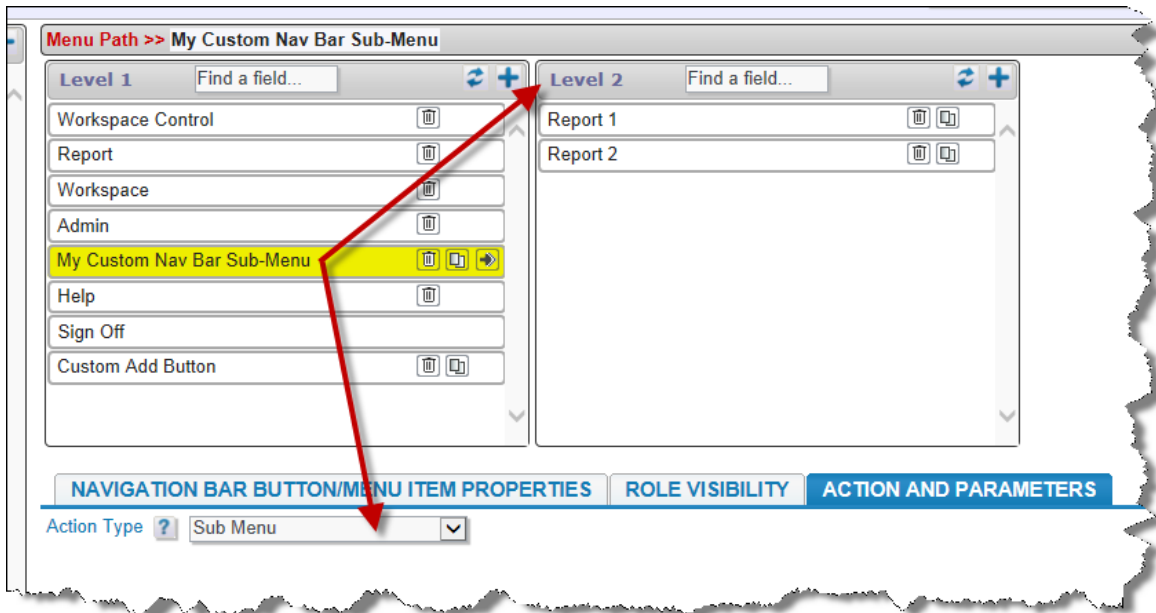 Menu Path >> My Custom Nav Bar Sub-Menu
Level 1 Find a field...
Workspace Control
Report
Workspace
Admin
My Custom Nav Bar Sub-Menu
Help
Sign Off
Custom Add Button
Level 2 Find a field...
Report 1
Report 2
NAVIGATION BAR BUTTON/MENU ITEM PROPERTIES ROLE VISIBILITY ACTION AND PARAMETERS
Action Type ? Sub Menu